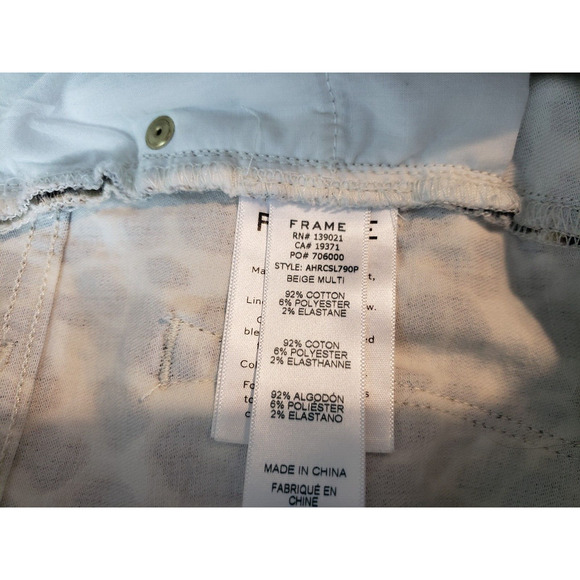 FRAME
RN# 139021
CA# 19371
PO# 706000
STYLE: AHRCSL790P
BEIGE MULTI
92% COTTON
6% POLYESTER
2% ELASTANE
92% COTON
6% POLYESTER
2% ELASTHANNE
92% ALGODÓN
6% POLIÉSTER
2% ELASTANO
MADE IN CHINA
FABRIQUÉ EN
CHINE